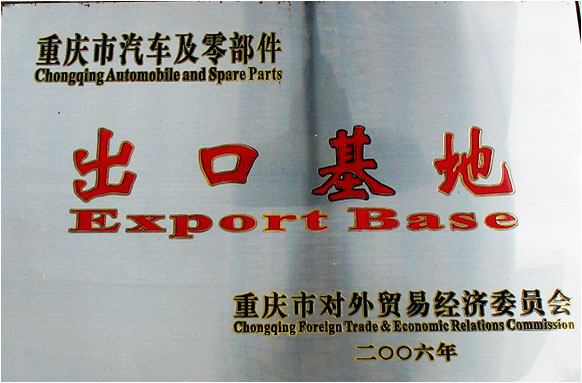 重庆市汽车及零部件
Chongqing Automobile and Spare Parts
出口基地
Export Base
重庆市对外贸易经济委员会
Chongqing Foreign Trade & Economic Relations Commission
二〇〇六年